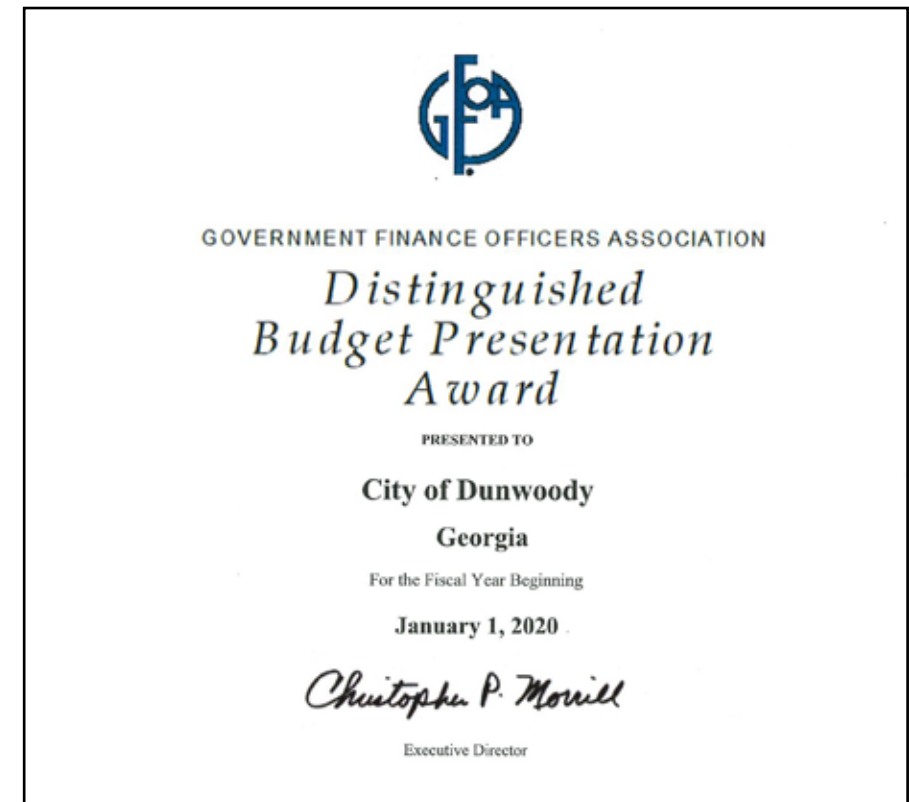 GFOA
GOVERNMENT FINANCE OFFICERS ASSOCIATION
Distinguished
Budget Presentation
Award
PRESENTED TO
City of Dunwoody
Georgia
For the Fiscal Year Beginning
January 1, 2020
Christopher P. Morrill
Executive Director